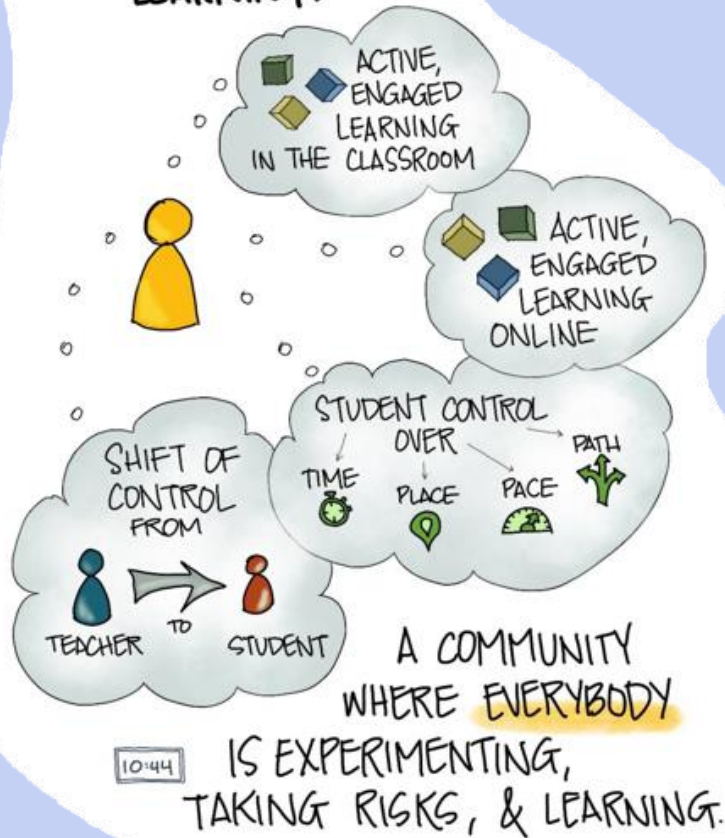 ACTIVE,
ENGAGED
LEARNING
IN THE CLASSROOM
ACTIVE,
ENGAGED
LEARNING
ONLINE
STUDENT CONTROL
OVER
TIME
PLACE
PACE
PATH
SHIFT OF
CONTROL
FROM
TEACHER
TO
STUDENT
A COMMUNITY
WHERE EVERYBODY
10:44
IS EXPERIMENTING,
TAKING RISKS, & LEARNING.